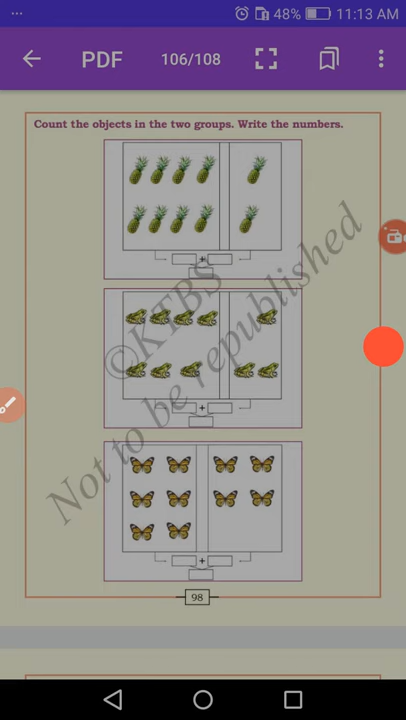 48% 11:13 AM
PDF 106/108
Count the objects in the two groups. Write the numbers.
+
+
+
©KTBS
Not to be republished
98